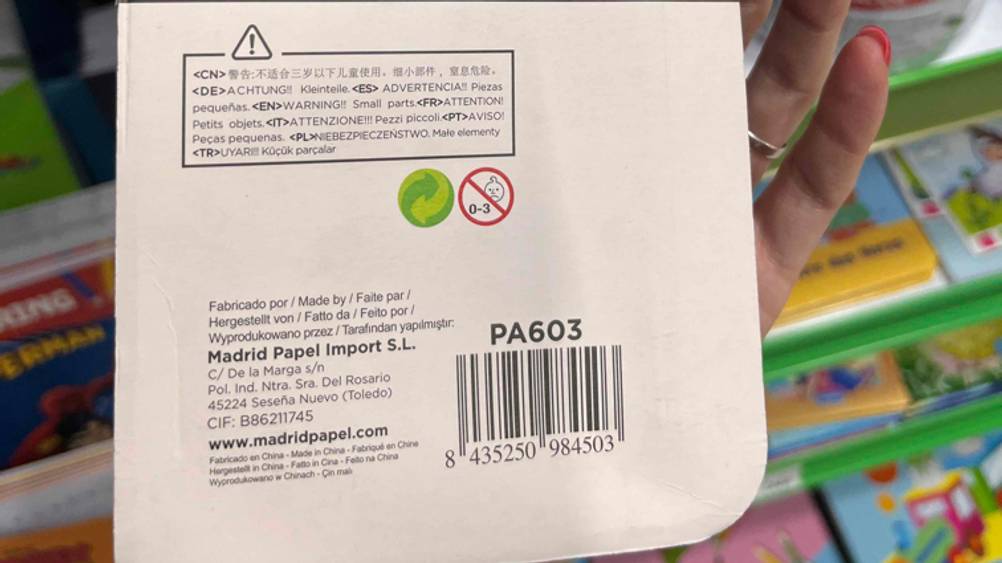 <CN>警告:不适合三岁以下儿童使用。细小部件，窒息危险。
<DE>ACHTUNG!! Kleinteile.<ES> ADVERTENCIA!! Piezas
pequeñas.<EN>WARNING!! Small parts.<FR>ATTENTION!
Petits objets.<IT>ATTENZIONE!!! Pezzi piccoli.<PT>AVISO!
Peças pequenas. <PL>NIEBEZPIECZEŃSTWO. Małe elementy
<TR>UYARI!!! Küçük parçalar
0-3
Fabricado por / Made by / Faite par /
Hergestellt von / Fatto da / Feito por /
Wyprodukowano przez / Tarafından yapılmıştır:
Madrid Papel Import S.L.
C/ De la Marga s/n
Pol. Ind. Ntra. Sra. Del Rosario
45224 Seseña Nuevo (Toledo)
CIF: B86211745
www.madridpapel.com
Fabricado en China - Made in China - Fabriqué en Chine
Hergestellt in China - Fatto in Cina - Feito na China
Wyprodukowano w Chinach - Çin malı
PA603
8 435250 984503